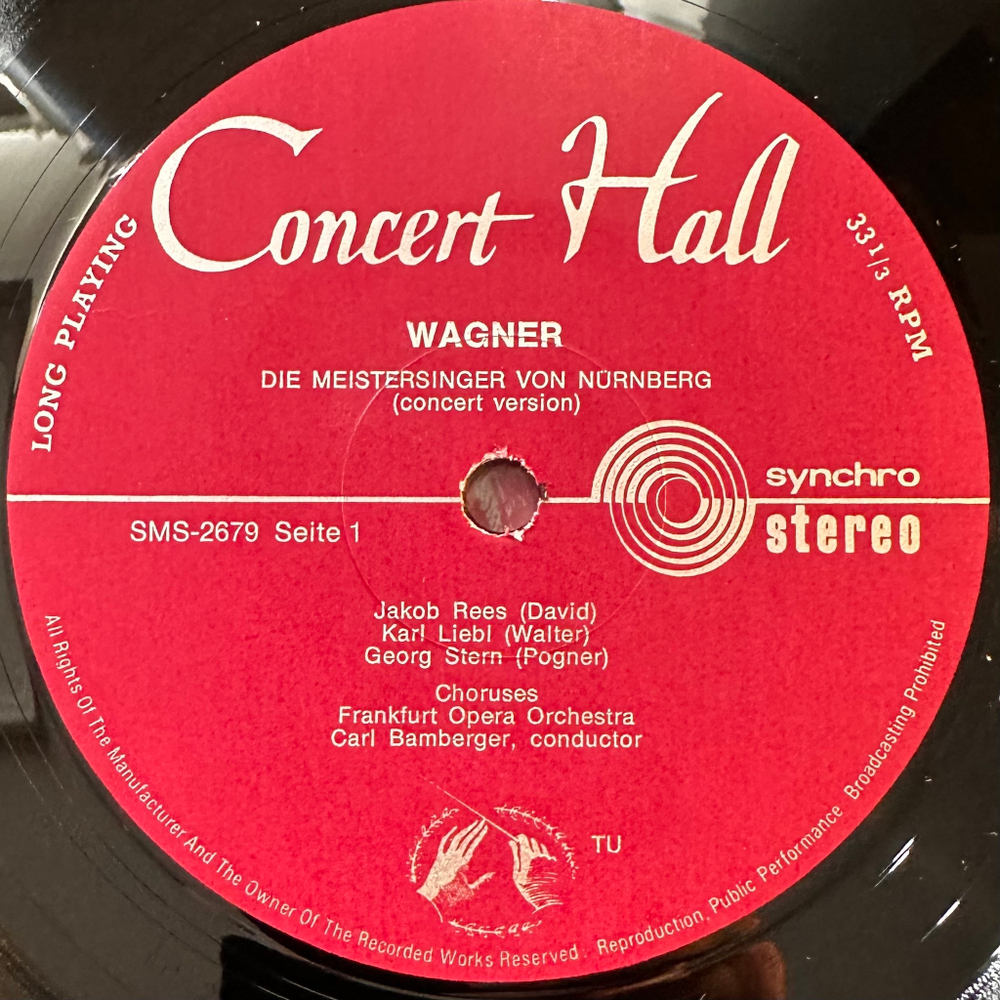 Concert Hall
LONG PLAYING
33 1/3 RPM
WAGNER
DIE MEISTERSINGER VON NÜRNBERG
(concert version)
synchro
stereo
SMS-2679 Seite 1
Jakob Rees (David)
Karl Liebl (Walter)
Georg Stern (Pogner)
Choruses
Frankfurt Opera Orchestra
Carl Bamberger, conductor
TU
All Rights Of The Manufacturer And The Owner Of The Recorded Works Reserved. Reproduction, Public Performance Broadcasting Prohibited